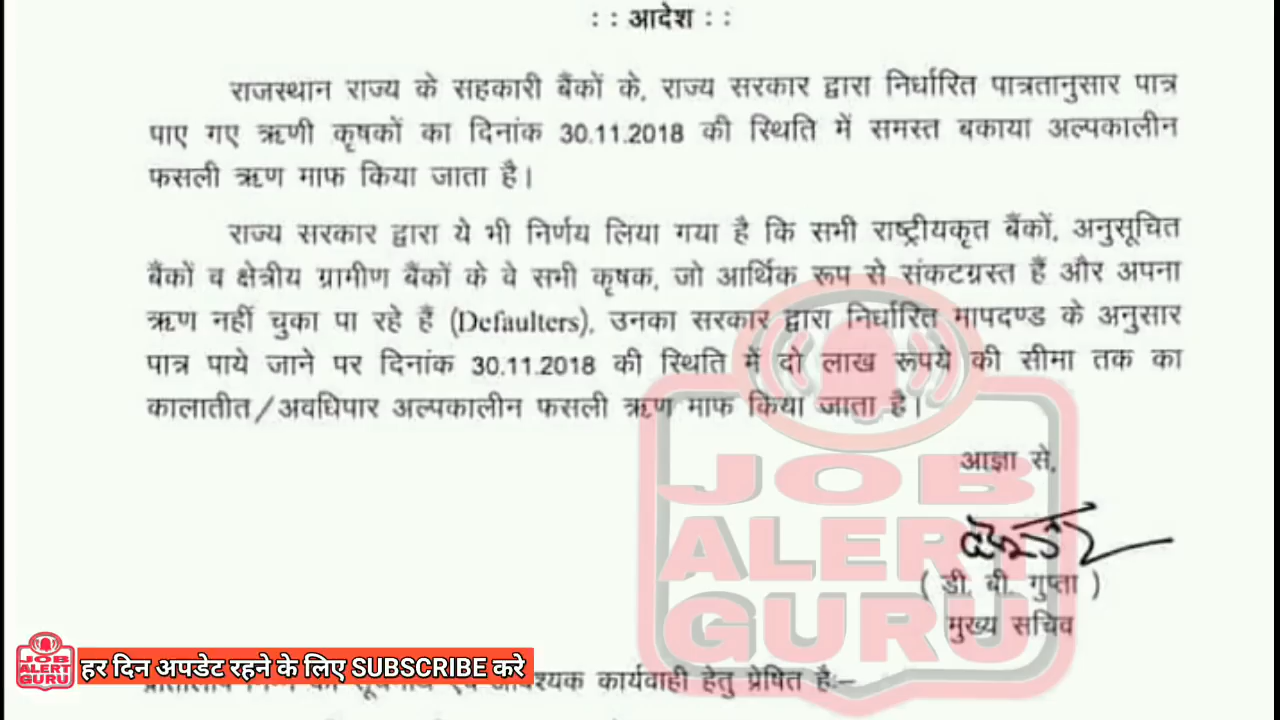 : : आदेश : :
राजस्थान राज्य के सहकारी बैंकों के, राज्य सरकार द्वारा निर्धारित पात्रतानुसार पात्र
पाए गए ऋणी कृषकों का दिनांक 30.11.2018 की स्थिति में समस्त बकाया अल्पकालीन
फसली ऋण माफ किया जाता है।
राज्य सरकार द्वारा ये भी निर्णय लिया गया है कि सभी राष्ट्रीयकृत बैंकों, अनुसूचित
बैंकों व क्षेत्रीय ग्रामीण बैंकों के वे सभी कृषक, जो आर्थिक रूप से संकटग्रस्त हैं और अपना
ऋण नहीं चुका पा रहे हैं (Defaulters), उनका सरकार द्वारा निर्धारित मापदण्ड के अनुसार
पात्र पाये जाने पर दिनांक 30.11.2018 की स्थिति में दो लाख रूपये की सीमा तक का
कालातीत/अवधिपार अल्पकालीन फसली ऋण माफ किया जाता है।
आज्ञा से,
( डी. बी. गुप्ता )
मुख्य सचिव
JOB
ALERT
GURU
JOB
ALERT
GURU
हर दिन अपडेट रहने के लिए SUBSCRIBE करे
कार्यवाही हेतु प्रेषित है:–